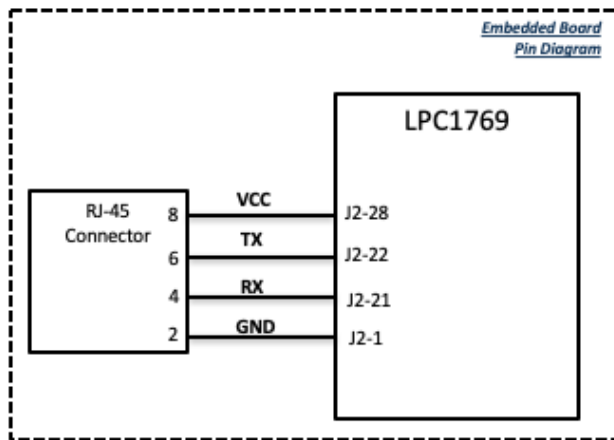 Embedded Board
Pin Diagram
LPC1769
RJ-45
Connector
8
VCC
J2-28
6
TX
J2-22
4
RX
J2-21
2
GND
J2-1